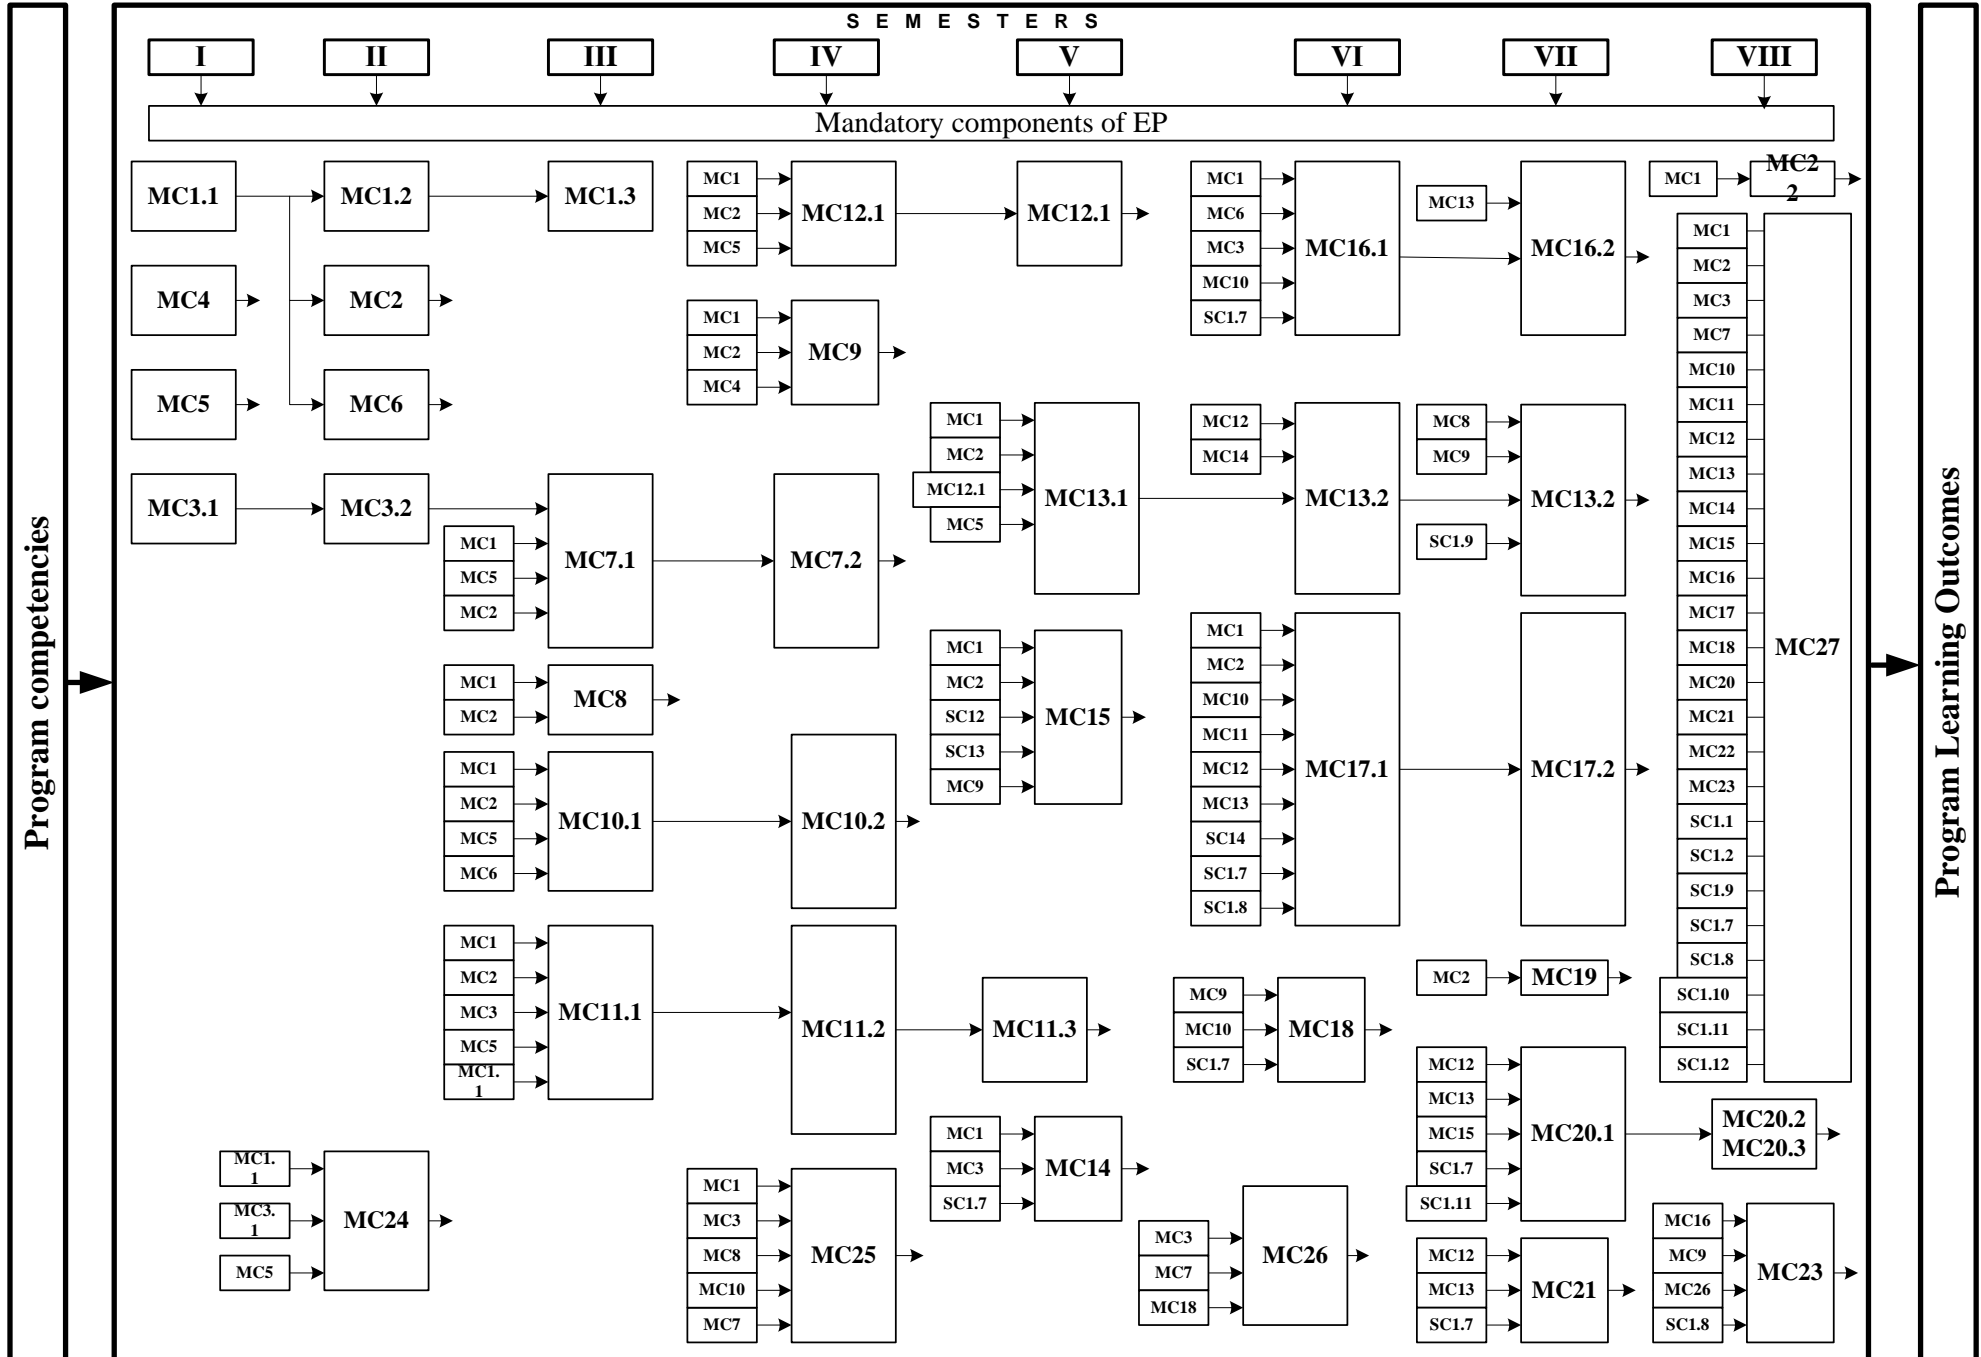 S E M E S T E R S
I
II
III
IV
V
VI
VII
VIII
Mandatory components of EP
Program competencies
MC1.1
MC4
MC5
MC3.1
MC1.2
MC2
MC6
MC3.2
MC1.
1
MC3.
1
MC5
MC24
MC1.3
MC1
MC5
MC2
MC7.1
MC1
MC2
MC8
MC1
MC2
MC5
MC6
MC10.1
MC1
MC2
MC3
MC5
MC1.
1
MC11.1
MC1
MC2
MC5
MC12.1
MC1
MC2
MC4
MC9
MC7.2
MC10.2
MC11.2
MC1
MC3
MC8
MC10
MC7
MC25
MC12.1
MC1
MC2
MC12.1
MC5
MC13.1
MC1
MC2
SC12
SC13
MC9
MC15
MC11.3
MC1
MC3
SC1.7
MC14
MC1
MC6
MC3
MC10
SC1.7
MC16.1
MC12
MC14
MC13.2
MC1
MC2
MC10
MC11
MC12
MC13
SC14
SC1.7
SC1.8
MC17.1
MC9
MC10
SC1.7
MC18
MC3
MC7
MC18
MC26
MC13
MC16.2
MC8
MC9
SC1.9
MC13.2
MC17.2
MC2
MC19
MC12
MC13
MC15
SC1.7
SC1.11
MC20.1
MC12
MC13
SC1.7
MC21
MC1
MC2
2
MC1
MC2
MC3
MC7
MC10
MC11
MC12
MC13
MC14
MC15
MC16
MC17
MC18
MC20
MC21
MC22
MC23
SC1.1
SC1.2
SC1.9
SC1.7
SC1.8
SC1.10
SC1.11
SC1.12
MC27
MC20.2
MC20.3
MC16
MC9
MC26
SC1.8
MC23
Program Learning Outcomes